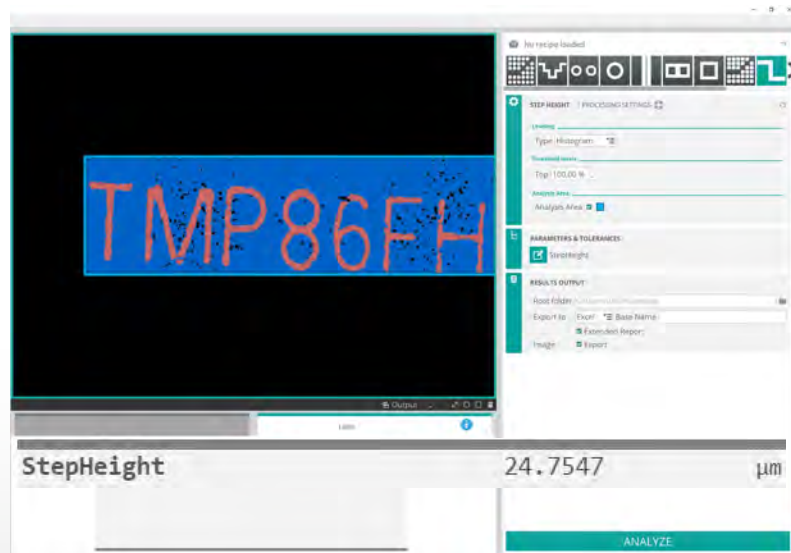 No recipe loaded
STEP HEIGHT PROCESSING SETTINGS
Leveling
Type Histogram
Threshold
Top 100.00 %
Analysis Area
Analysis Area
TMP86FH
PARAMETERS & TOLERANCES
StepHeight
RESULTS OUTPUT
Root folder
Export to Excel Base Name
Extended Report
Image Export
Output
StepHeight 24.7547 µm
ANALYZE